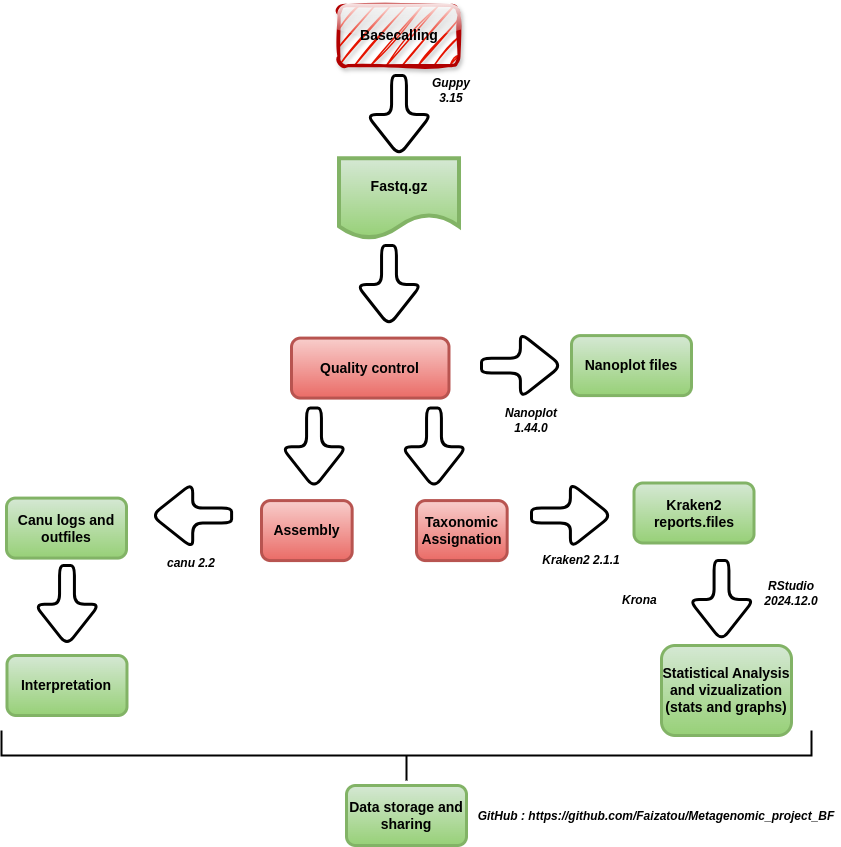 Basecalling
Guppy
3.15
Fastq.gz
Quality control
Nanoplot files
Nanoplot
1.44.0
Canu logs and
outfiles
canu 2.2
Assembly
Taxonomic
Assignation
Kraken2 2.1.1
Kraken2
reports.files
Krona
RStudio
2024.12.0
Interpretation
Statistical Analysis
and vizualization
(stats and graphs)
Data storage and
sharing
GitHub : https://github.com/Faizatou/Metagenomic_project_BF